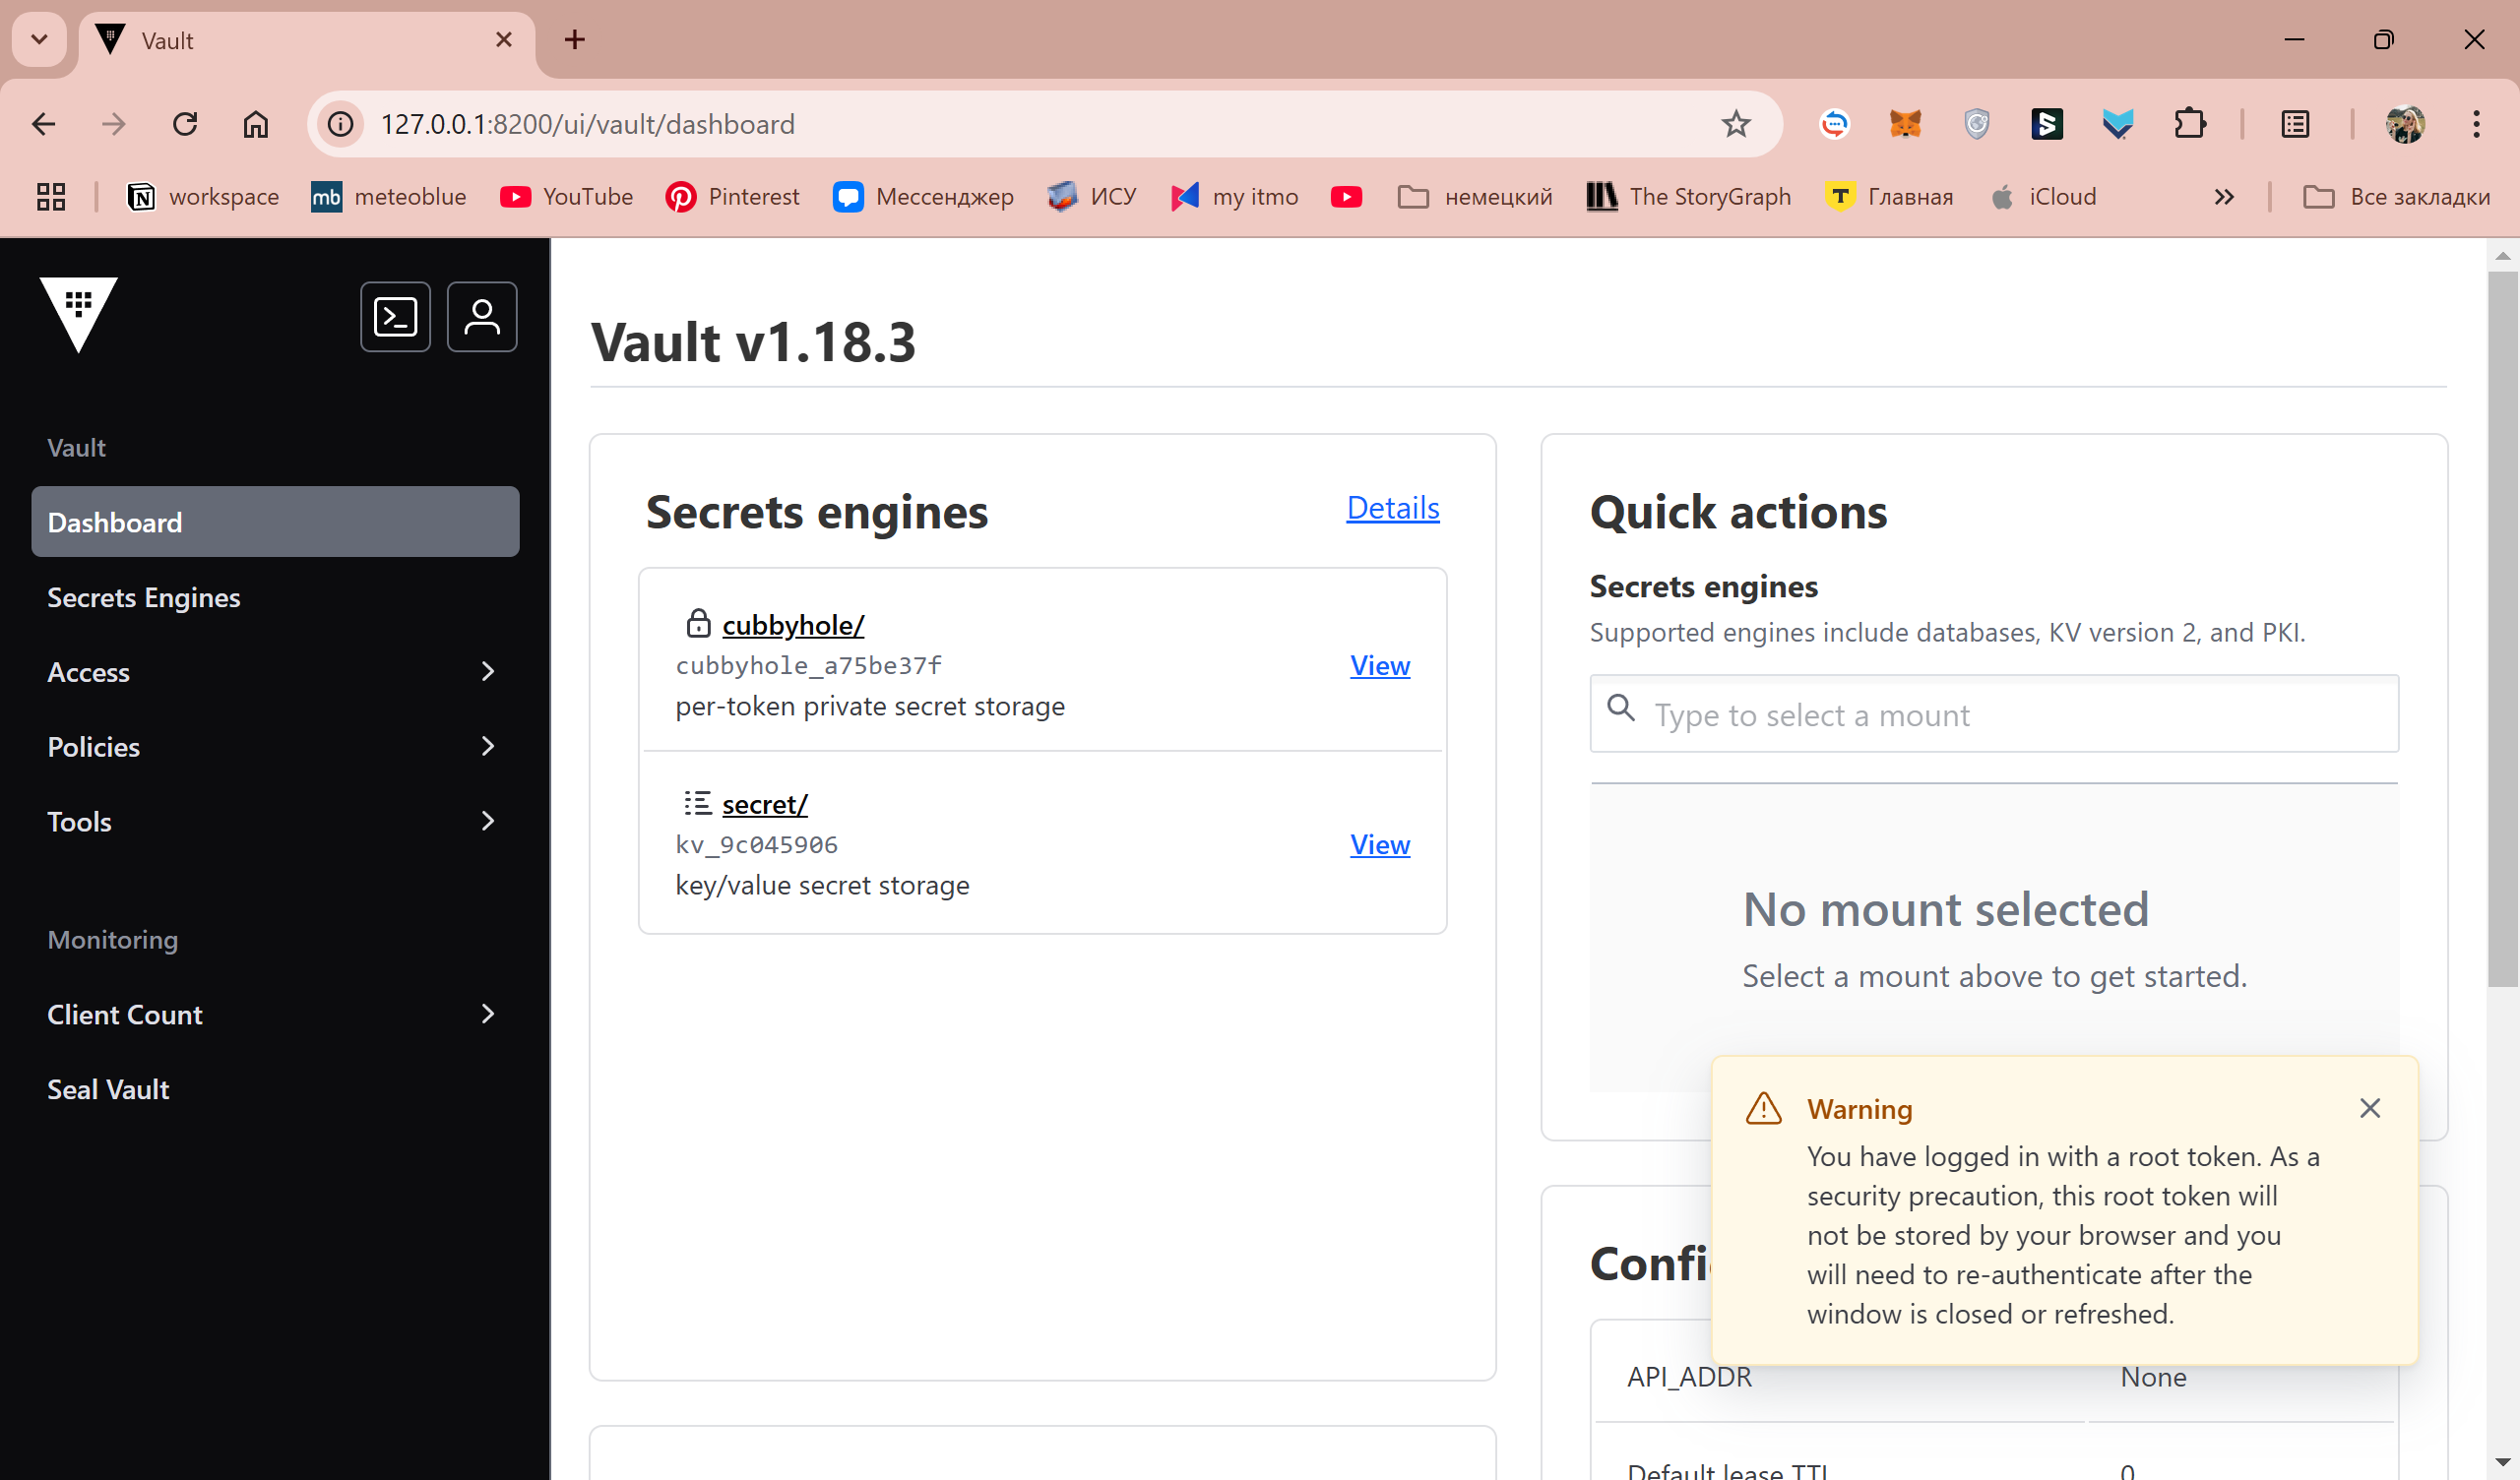 Vault
127.0.0.1:8200/ui/vault/dashboard
workspace
mb meteoblue
YouTube
Pinterest
Мессенджер
ИСУ
my itmo
немецкий
The StoryGraph
Т Главная
iCloud
Все закладки
Vault
Dashboard
Secrets Engines
Access
Policies
Tools
Monitoring
Client Count
Seal Vault
Vault v1.18.3
Secrets engines
Details
cubbyhole/
cubbyhole_a75be37f
View
per-token private secret storage
secret/
kv_9c045906
View
key/value secret storage
Quick actions
Secrets engines
Supported engines include databases, KV version 2, and PKI.
Type to select a mount
No mount selected
Select a mount above to get started.
Warning
You have logged in with a root token. As a
security precaution, this root token will
not be stored by your browser and you
will need to re-authenticate after the
window is closed or refreshed.
Confi
API_ADDR None
Default lease TTL 0